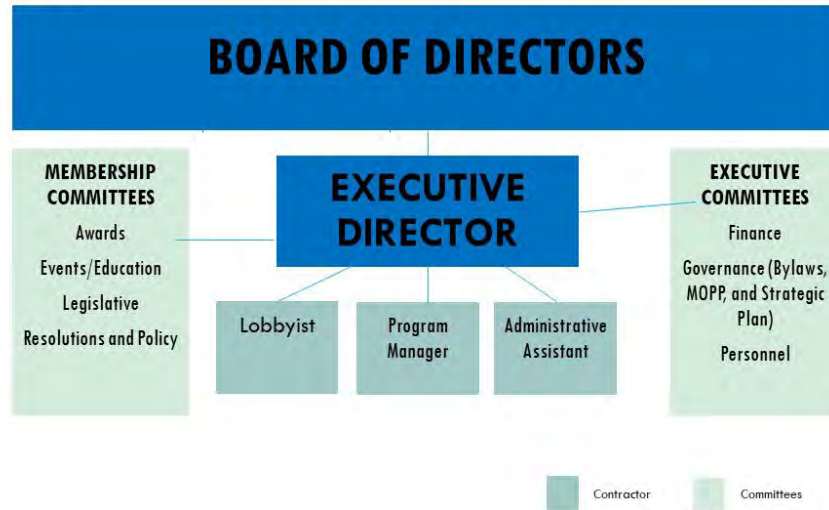 BOARD OF DIRECTORS
MEMBERSHIP
COMMITTEES
Awards
Events/Education
Legislative
Resolutions and Policy
EXECUTIVE
DIRECTOR
EXECUTIVE
COMMITTEES
Finance
Governance (Bylaws,
MOPP, and Strategic
Plan)
Personnel
Lobbyist
Program
Manager
Administrative
Assistant
Contractor
Committees